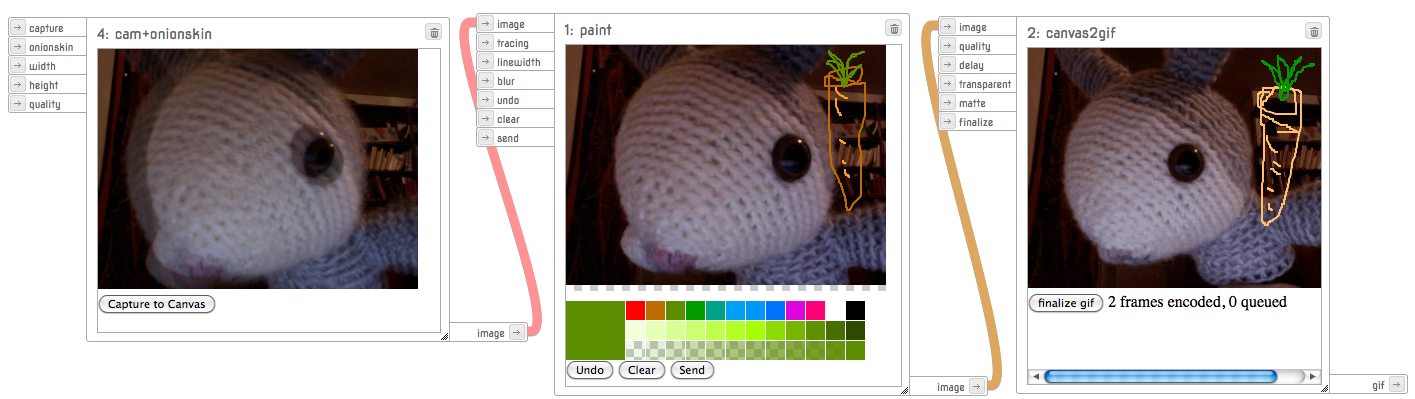 capture
onionskin
width
height
quality
4: cam+onionskin
Capture to Canvas
image
image
tracing
linewidth
blur
undo
clear
send
1: paint
Undo
Clear
Send
image
image
quality
delay
transparent
matte
finalize
2: canvas2gif
finalize gif
2 frames encoded, 0 queued
gif